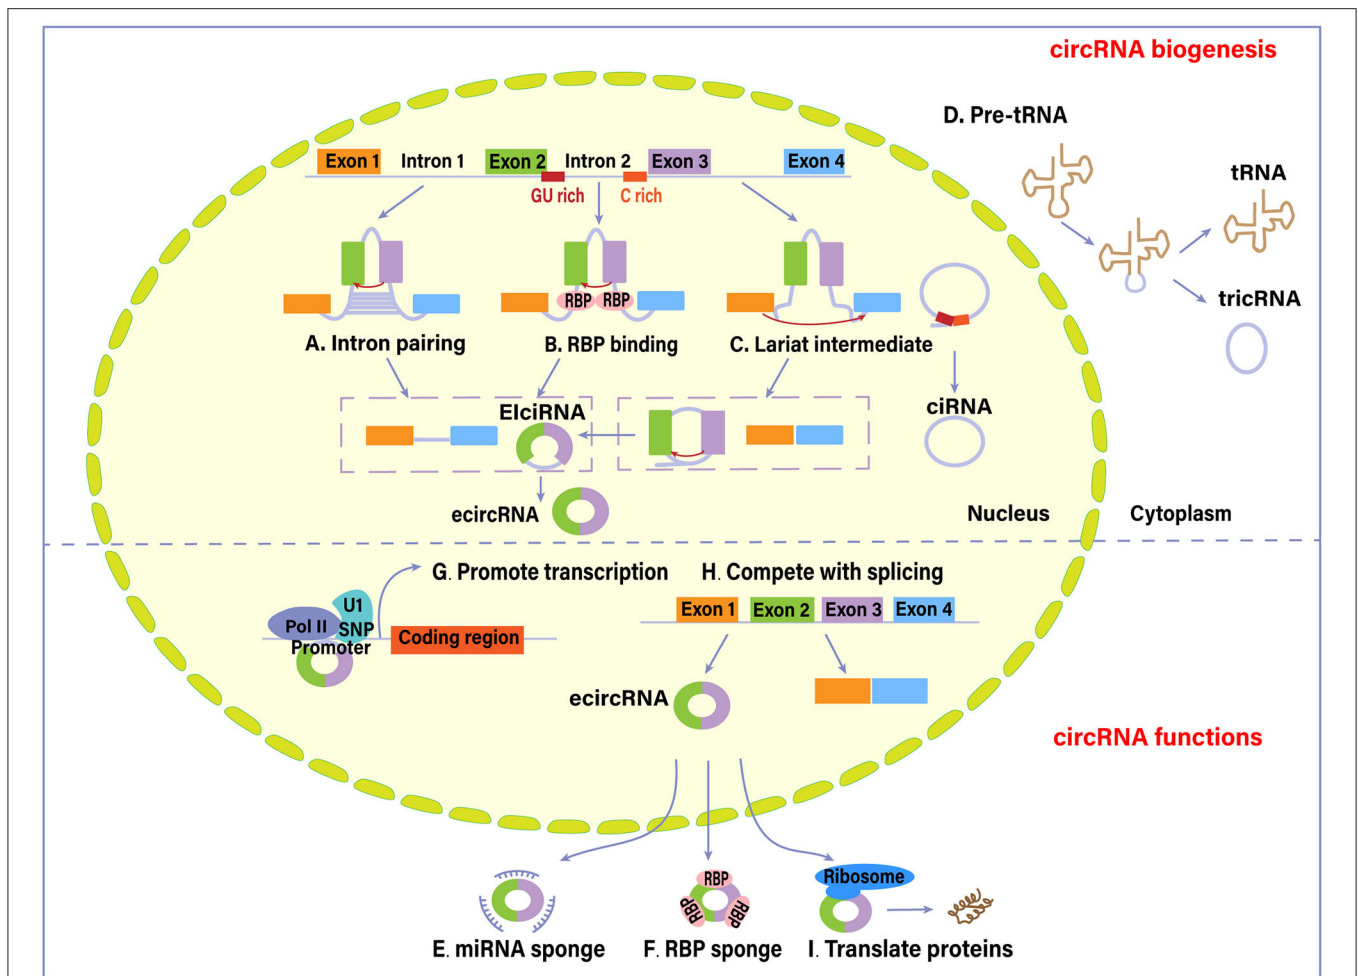 circRNA biogenesis
D. Pre-tRNA
Exon 1 Intron 1 Exon 2 Intron 2 Exon 3 Exon 4
GU rich C rich
tRNA
RBP RBP
tricRNA
A. Intron pairing B. RBP binding C. Lariat intermediate
EIciRNA
ciRNA
ecircRNA
Nucleus Cytoplasm
G. Promote transcription H. Compete with splicing
U1
SNP
Pol II
Promoter
Coding region
Exon 1 Exon 2 Exon 3 Exon 4
ecircRNA
circRNA functions
RBP
RBP
RBP
Ribosome
E. miRNA sponge F. RBP sponge I. Translate proteins